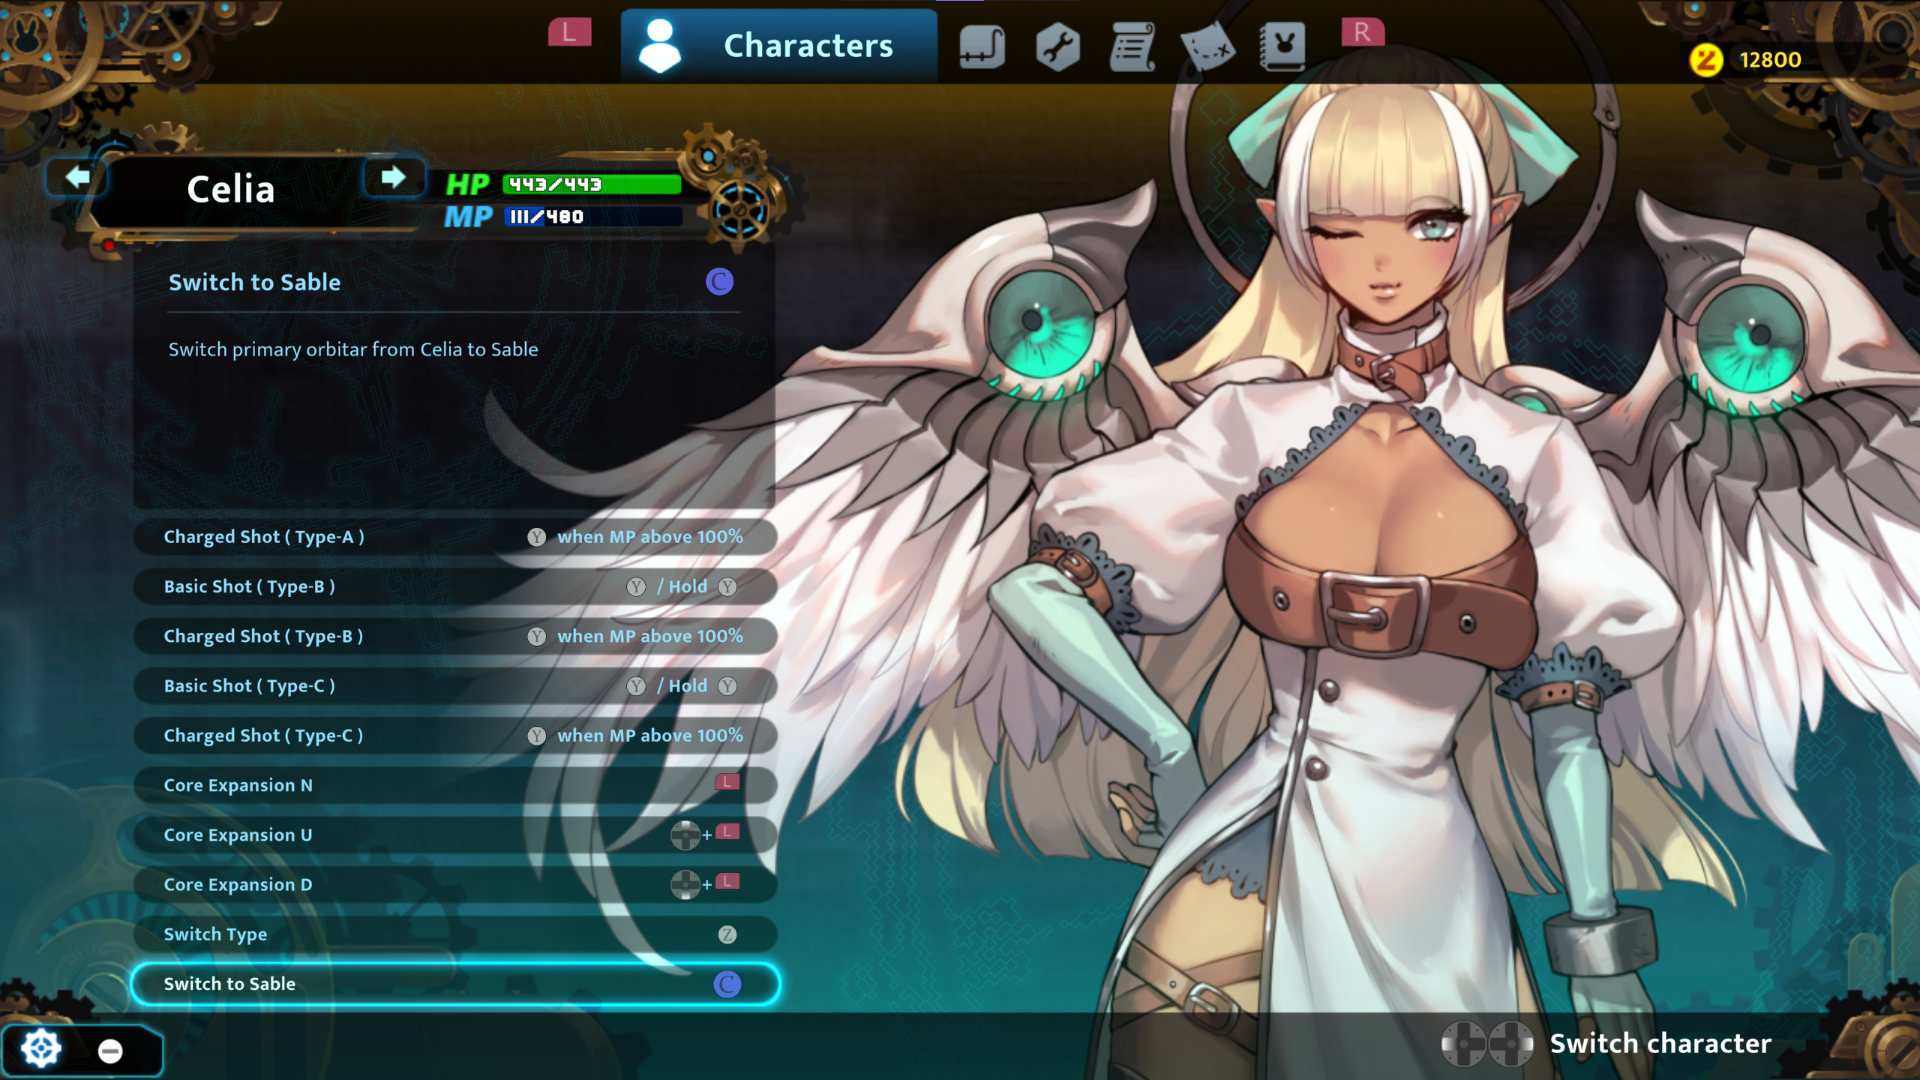 L
Characters
R
Z 12800
Celia
HP 443/443
MP 111/480
Switch to Sable C
Switch primary orbitar from Celia to Sable
Charged Shot ( Type-A ) Y when MP above 100%
Basic Shot ( Type-B ) Y / Hold Y
Charged Shot ( Type-B ) Y when MP above 100%
Basic Shot ( Type-C ) Y / Hold Y
Charged Shot ( Type-C ) Y when MP above 100%
Core Expansion N L
Core Expansion U + L
Core Expansion D + L
Switch Type Z
Switch to Sable C
Switch character